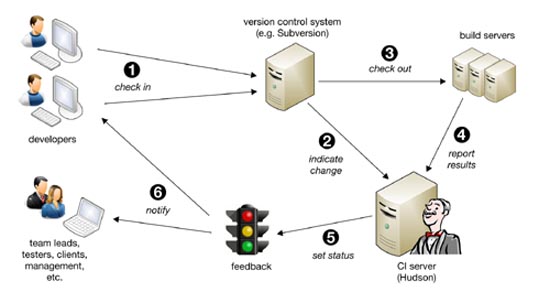 version control system
(e.g. Subversion)
3
check out
build servers
1
check in
developers
2
indicate
change
4
report
results
6
notify
5
set status
team leads,
testers, clients,
management,
etc.
feedback
CI server
(Hudson)